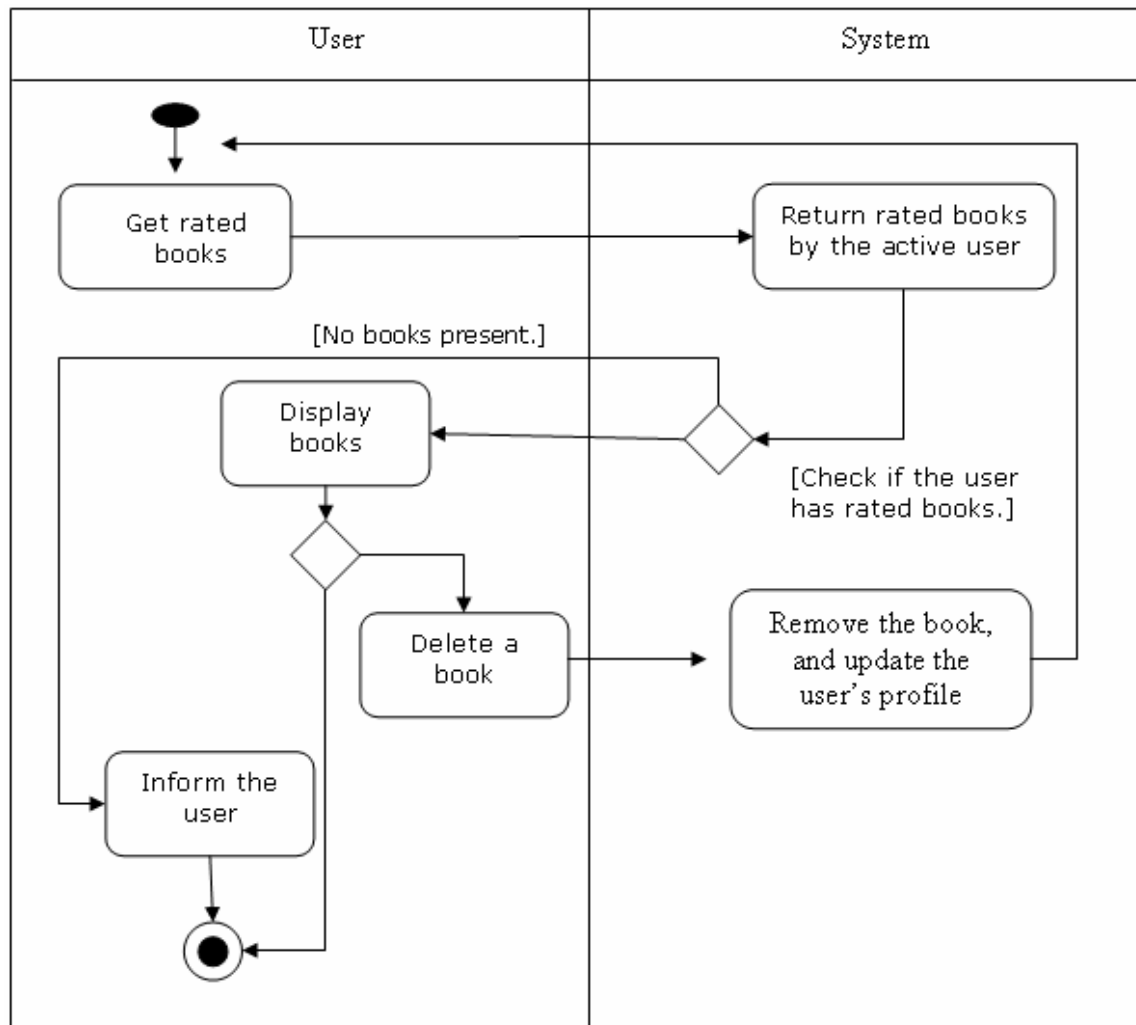 User
System
Get rated
books
Return rated books
by the active user
[No books present.]
Display
books
[Check if the user
has rated books.]
Delete a
book
Remove the book,
and update the
user’s profile
Inform the
user